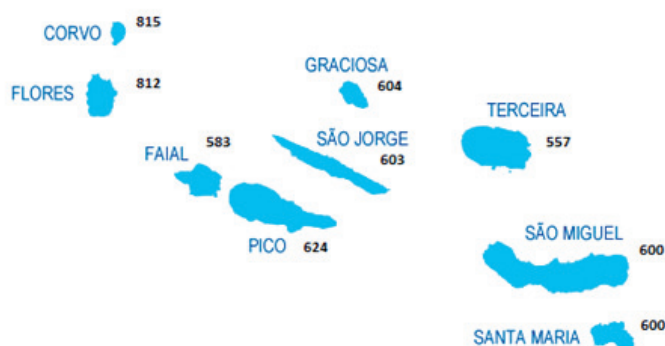 CORVO 815
FLORES 812
GRACIOSA
604
TERCEIRA
557
FAIAL 583
SÃO JORGE
603
PICO 624
SÃO MIGUEL
600
SANTA MARIA 600